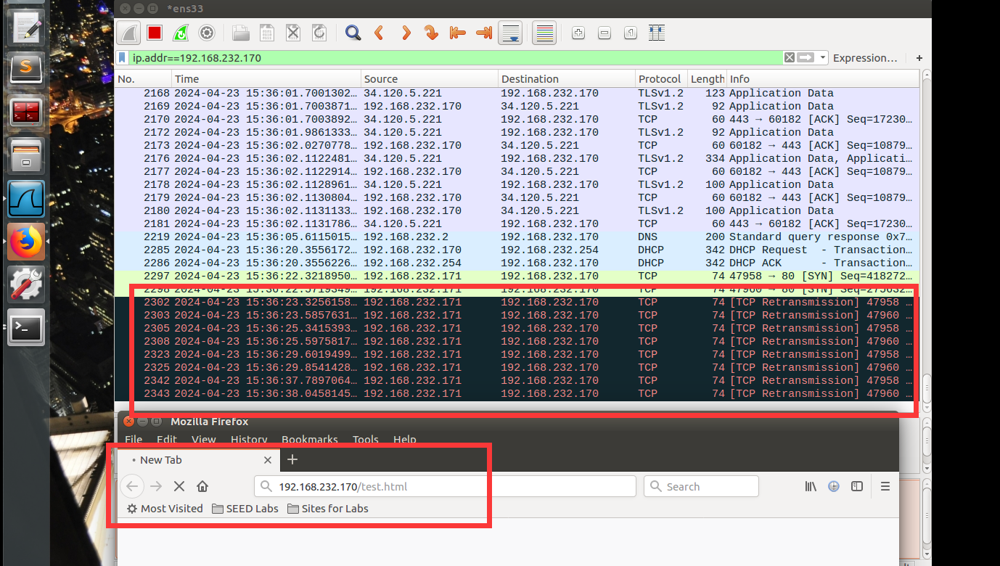 *ens33
ip.addr==192.168.232.170 Expression… +
No. Time Source Destination Protocol Length Info
2168 2024-04-23 15:36:01.7001302… 34.120.5.221 192.168.232.170 TLSv1.2 123 Application Data
2169 2024-04-23 15:36:01.7003871… 192.168.232.170 34.120.5.221 TLSv1.2 92 Application Data
2170 2024-04-23 15:36:01.7003892… 34.120.5.221 192.168.232.170 TCP 60 443 → 60182 [ACK] Seq=17230…
2172 2024-04-23 15:36:01.9861333… 34.120.5.221 192.168.232.170 TLSv1.2 92 Application Data
2173 2024-04-23 15:36:02.0270778… 192.168.232.170 34.120.5.221 TCP 60 60182 → 443 [ACK] Seq=10879…
2176 2024-04-23 15:36:02.1122481… 34.120.5.221 192.168.232.170 TLSv1.2 334 Application Data, Applicati…
2177 2024-04-23 15:36:02.1122914… 192.168.232.170 34.120.5.221 TCP 60 60182 → 443 [ACK] Seq=10879…
2178 2024-04-23 15:36:02.1128961… 34.120.5.221 192.168.232.170 TLSv1.2 100 Application Data
2179 2024-04-23 15:36:02.1130804… 192.168.232.170 34.120.5.221 TCP 60 60182 → 443 [ACK] Seq=10879…
2180 2024-04-23 15:36:02.1131133… 192.168.232.170 34.120.5.221 TLSv1.2 100 Application Data
2181 2024-04-23 15:36:02.1131786… 34.120.5.221 192.168.232.170 TCP 60 443 → 60182 [ACK] Seq=17230…
2219 2024-04-23 15:36:05.6115015… 192.168.232.2 192.168.232.170 DNS 200 Standard query response 0x7…
2285 2024-04-23 15:36:20.3556172… 192.168.232.170 192.168.232.254 DHCP 342 DHCP Request - Transaction…
2286 2024-04-23 15:36:20.3556226… 192.168.232.254 192.168.232.170 DHCP 342 DHCP ACK - Transaction…
2297 2024-04-23 15:36:22.3218950… 192.168.232.171 192.168.232.170 TCP 74 47958 → 80 [SYN] Seq=418272…
2298 2024-04-23 192.168.232.171 192.168.232.170 TCP 74 47960 → 80 [SYN]
2302 2024-04-23 15:36:23.3256158… 192.168.232.171 192.168.232.170 TCP 74 [TCP Retransmission] 47958 …
2303 2024-04-23 15:36:23.5857631… 192.168.232.171 192.168.232.170 TCP 74 [TCP Retransmission] 47960 …
2305 2024-04-23 15:36:25.3415393… 192.168.232.171 192.168.232.170 TCP 74 [TCP Retransmission] 47958 …
2308 2024-04-23 15:36:25.5975817… 192.168.232.171 192.168.232.170 TCP 74 [TCP Retransmission] 47960 …
2323 2024-04-23 15:36:29.6019499… 192.168.232.171 192.168.232.170 TCP 74 [TCP Retransmission] 47958 …
2325 2024-04-23 15:36:29.8541428… 192.168.232.171 192.168.232.170 TCP 74 [TCP Retransmission] 47960 …
2342 2024-04-23 15:36:37.7897064… 192.168.232.171 192.168.232.170 TCP 74 [TCP Retransmission] 47958 …
2343 2024-04-23 15:36:38.0458145… 192.168.232.171 192.168.232.170 TCP 74 [TCP Retransmission] 47960 …
Mozilla Firefox
File Edit View History Bookmarks Tools Help
New Tab
192.168.232.170/test.html Search
Most Visited SEED Labs Sites for Labs